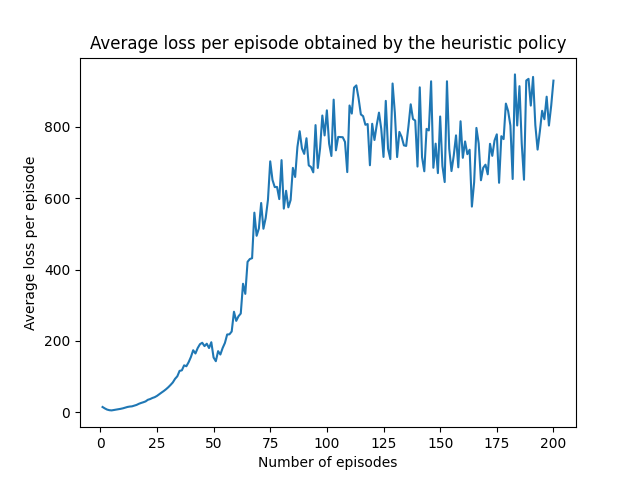 Average loss per episode obtained by the heuristic policy
800
600
400
200
0
Average loss per episode
0 25 50 75 100 125 150 175 200
Number of episodes